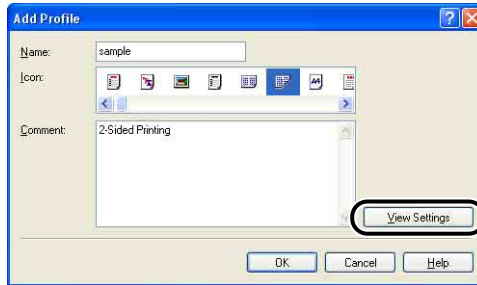 Add Profile
Name:
sample
Icon:
Comment:
2-Sided Printing
View Settings
OK
Cancel
Help